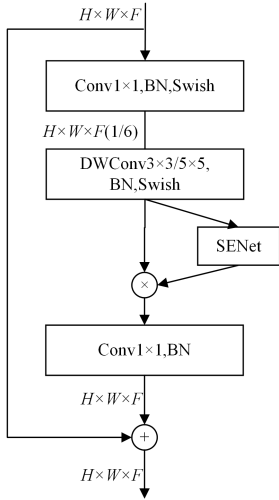 H×W×F
Conv1×1,BN,Swish
H×W×F(1/6)
DWConv3×3/5×5,
BN,Swish
SENet
×
Conv1×1,BN
H×W×F
+
H×W×F